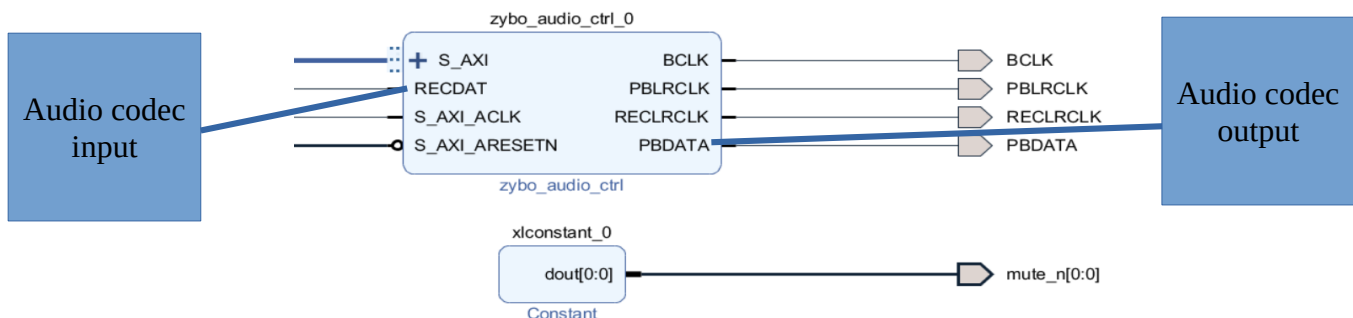 zybo_audio_ctrl_0
Audio codec
input
S_AXI
RECDAT
S_AXI_ACLK
S_AXI_ARESETN
BCLK
PBLRCLK
RECLRCLK
PBDATA
zybo_audio_ctrl
BCLK
PBLRCLK
RECLRCLK
PBDATA
Audio codec
output
xlconstant_0
dout[0:0]
Constant
mute_n[0:0]